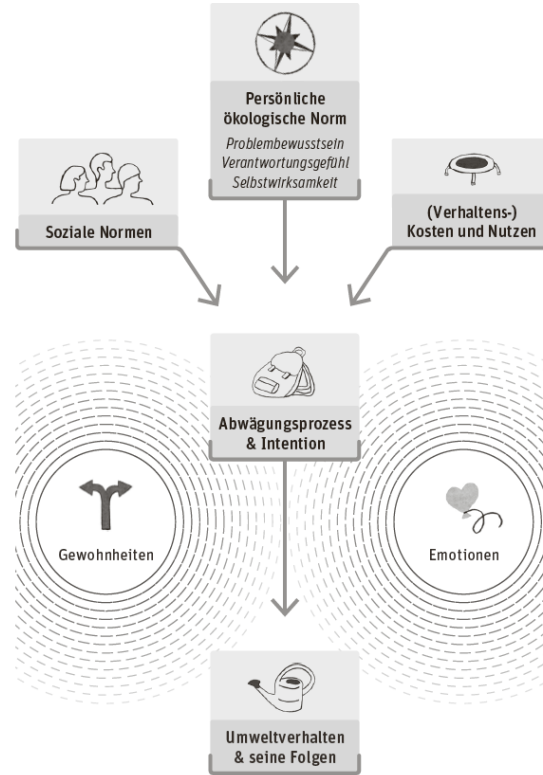 Persönliche
ökologische Norm
Problembewusstsein
Verantwortungsgefühl
Selbstwirksamkeit
Soziale Normen
(Verhaltens-)
Kosten und Nutzen
Abwägungsprozess
& Intention
Gewohnheiten
Emotionen
Umweltverhalten
& seine Folgen